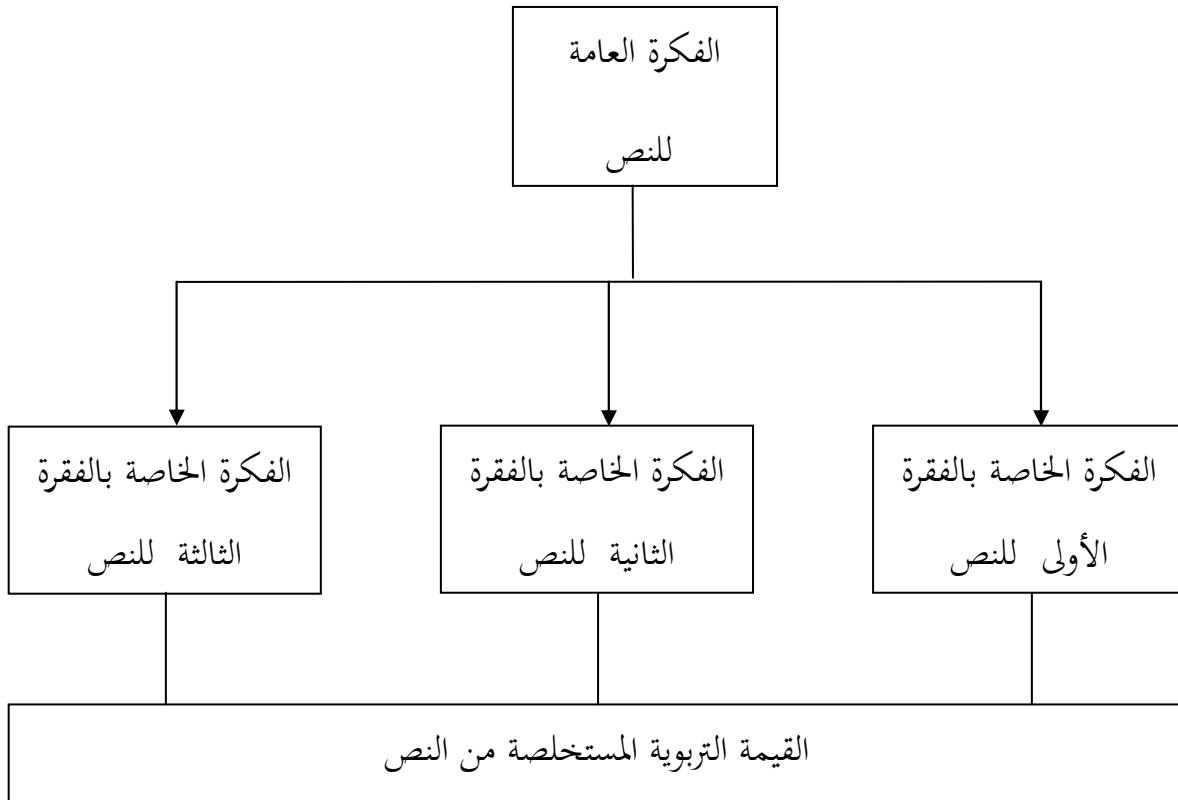 الفكرة العامة
للنص
الفكرة الخاصة بالفقرة
الأولى للنص
الفكرة الخاصة بالفقرة
الثانية للنص
الفكرة الخاصة بالفقرة
الثالثة للنص
القيمة التربوية المستخلصة من النص